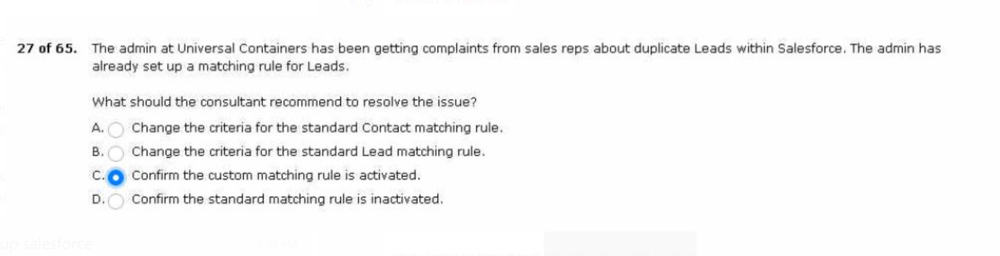 27 of 65. The admin at Universal Containers has been getting complaints from sales reps about duplicate Leads within Salesforce. The admin has
already set up a matching rule for Leads.
What should the consultant recommend to resolve the issue?
A. Change the criteria for the standard Contact matching rule.
B. Change the criteria for the standard Lead matching rule.
C. Confirm the custom matching rule is activated.
D. Confirm the standard matching rule is inactivated.
up salesforce